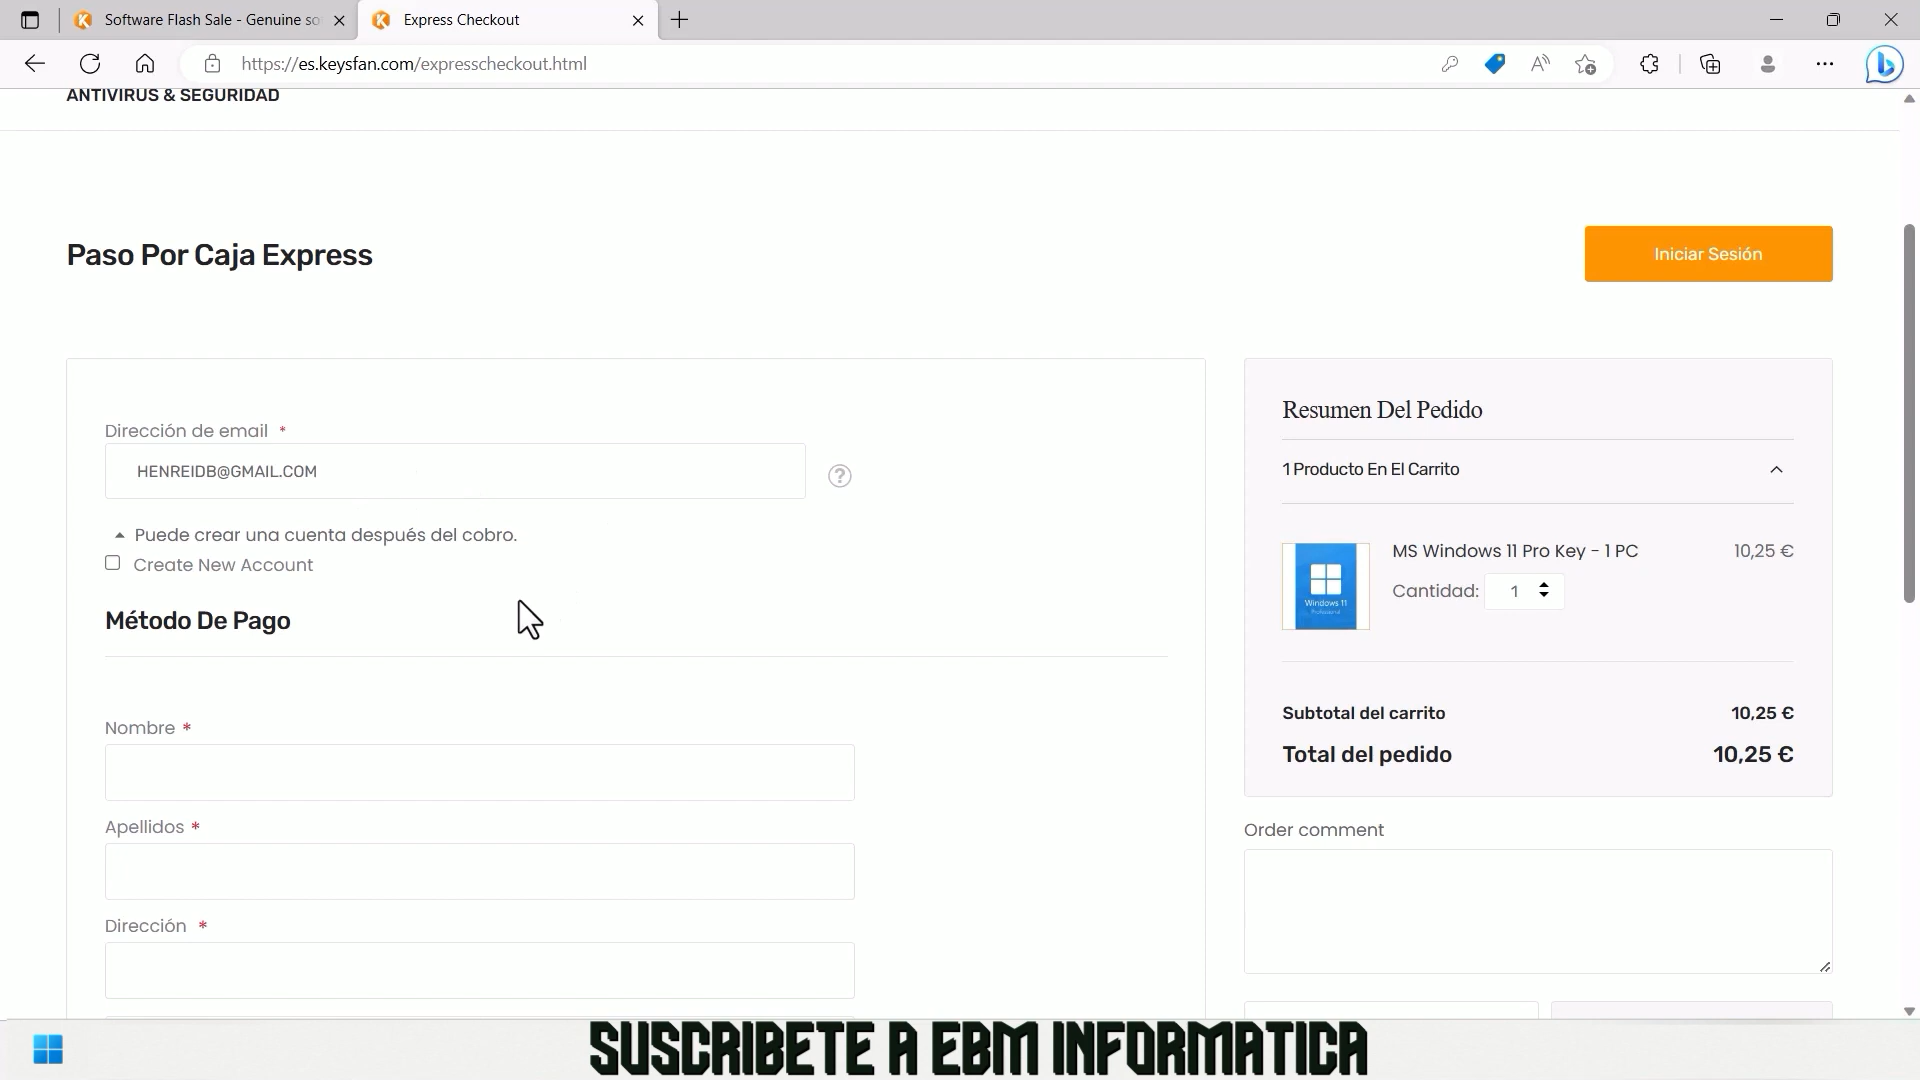 Software Flash Sale - Genuine so
Express Checkout
https://es.keysfan.com/expresscheckout.html
ANTIVIRUS & SEGURIDAD
Paso Por Caja Express
Iniciar Sesión
Dirección de email *
HENREIDB@GMAIL.COM
?
Puede crear una cuenta después del cobro.
Create New Account
Método De Pago
Nombre *
Apellidos *
Dirección *
Resumen Del Pedido
1 Producto En El Carrito
MS Windows 11 Pro Key - 1 PC 10,25 €
Cantidad: 1
Windows 11
Professional
Subtotal del carrito 10,25 €
Total del pedido 10,25 €
Order comment
SUSCRIBETE A EBM INFORMATICA